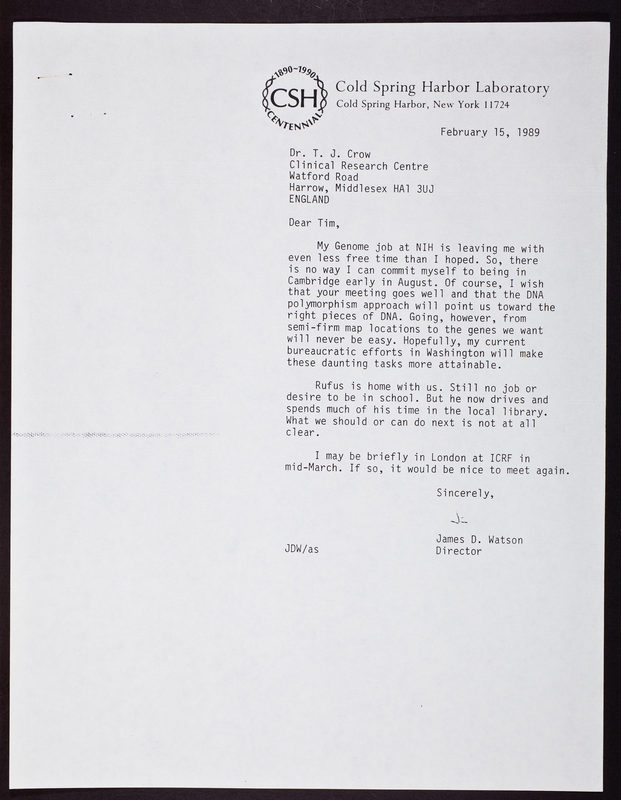 1890-1990
CSH
CENTENNIAL
Cold Spring Harbor Laboratory
Cold Spring Harbor, New York 11724
February 15, 1989
Dr. T. J. Crow
Clinical Research Centre
Watford Road
Harrow, Middlesex HA1 3UJ
ENGLAND
Dear Tim,
My Genome job at NIH is leaving me with
even less free time than I hoped. So, there
is no way I can commit myself to being in
Cambridge early in August. Of course, I wish
that your meeting goes well and that the DNA
polymorphism approach will point us toward the
right pieces of DNA. Going, however, from
semi-firm map locations to the genes we want
will never be easy. Hopefully, my current
bureaucratic efforts in Washington will make
these daunting tasks more attainable.
Rufus is home with us. Still no job or
desire to be in school. But he now drives and
spends much of his time in the local library.
What we should or can do next is not at all
clear.
I may be briefly in London at ICRF in
mid-March. If so, it would be nice to meet again.
Sincerely,
James D. Watson
JDW/as
Director